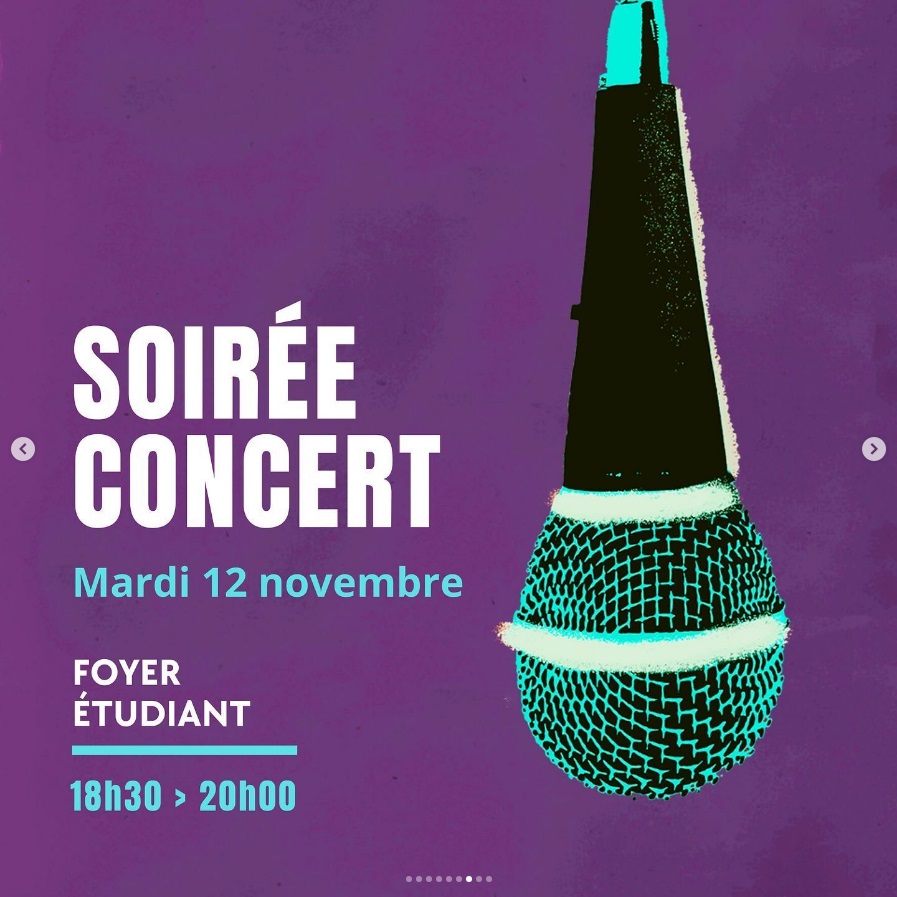 SOIRÉE
CONCERT
Mardi 12 novembre
FOYER
ÉTUDIANT
18h30 > 20h00